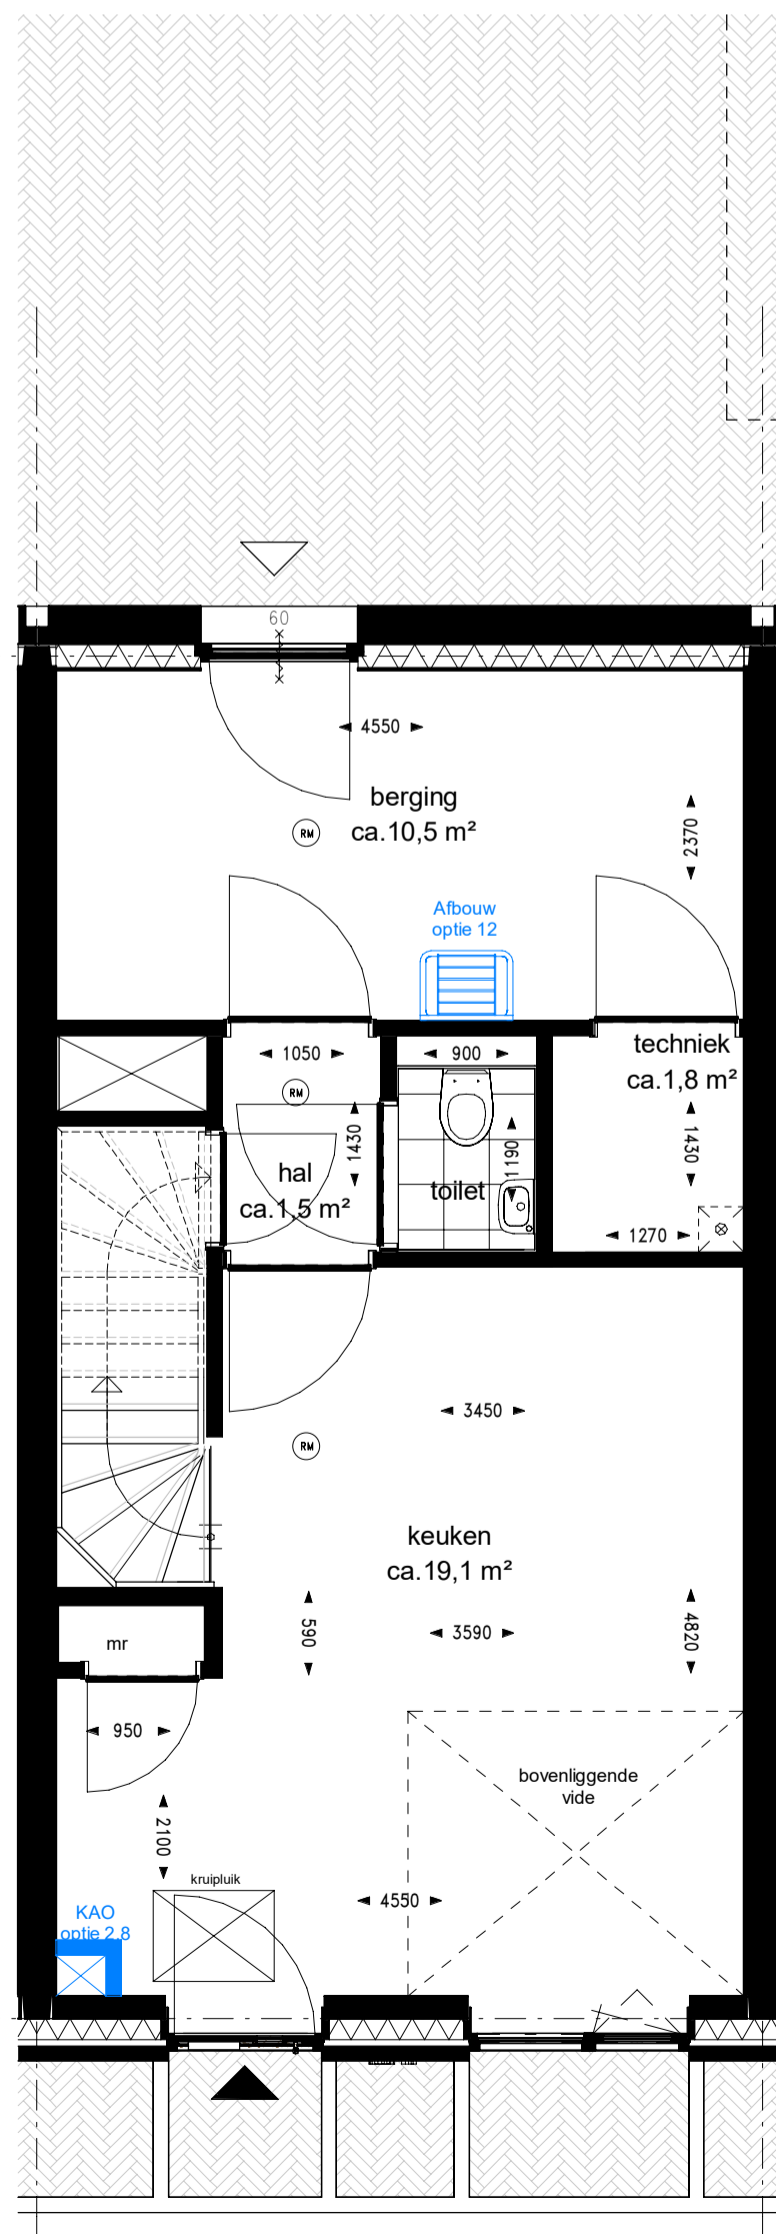 60
4550
berging
ca.10,5 m²
RM
2370
Afbouw
optie 12
1050
900
techniek
ca.1,8 m²
RM
1430
1190
1430
hal
ca.1,5 m²
toilet
1270
3450
RM
keuken
ca.19,1 m²
590
3590
4820
mr
950
bovenliggende
vide
2100
kruipluik
4550
KAO
optie 2.8